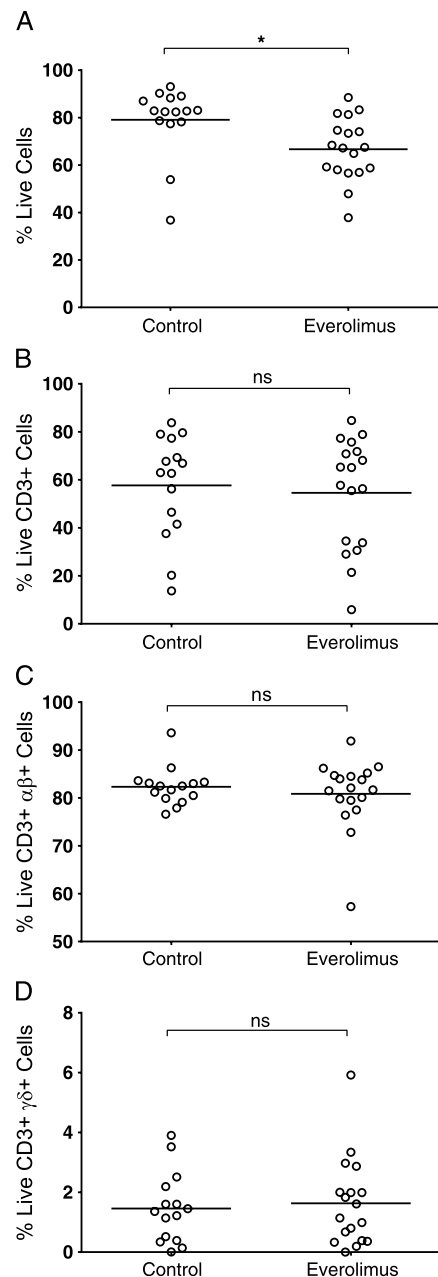 A
*
% Live Cells
100
80
60
40
20
0
Control Everolimus
B
ns
% Live CD3+ Cells
100
80
60
40
20
0
Control Everolimus
C
ns
% Live CD3+ αβ+ Cells
100
90
80
70
60
50
Control Everolimus
D
ns
% Live CD3+ γδ+ Cells
8
6
4
2
0
Control Everolimus